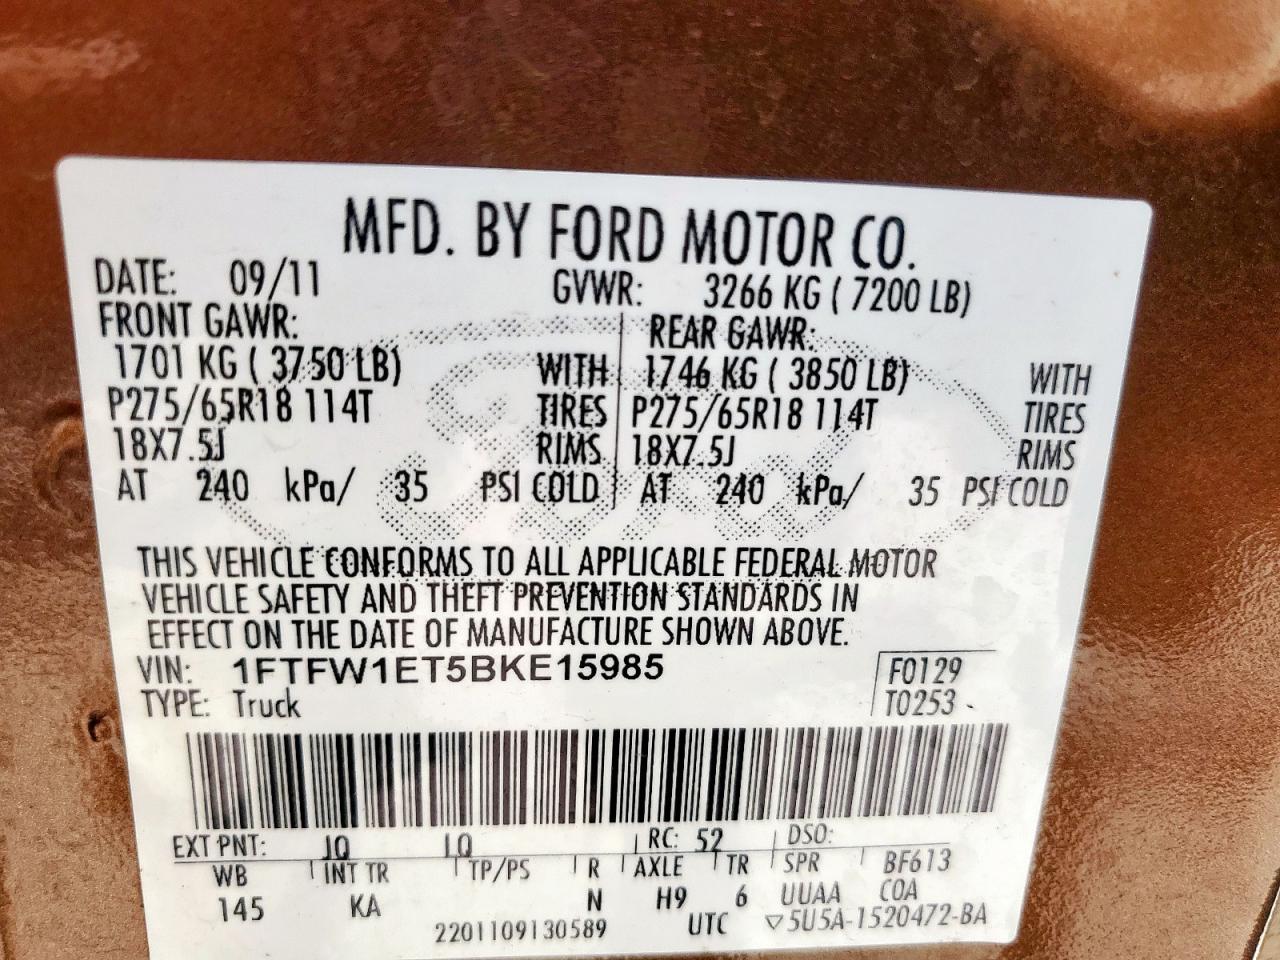 MFD. BY FORD MOTOR CO.
DATE: 09/11 GVWR: 3266 KG ( 7200 LB)
FRONT GAWR: REAR GAWR:
1701 KG ( 3750 LB) WITH 1746 KG ( 3850 LB) WITH
P275/65R18 114T TIRES P275/65R18 114T TIRES
18X7.5J RIMS 18X7.5J RIMS
AT 240 kPa/ 35 PSI COLD AT 240 kPa/ 35 PSI COLD
THIS VEHICLE CONFORMS TO ALL APPLICABLE FEDERAL MOTOR
VEHICLE SAFETY AND THEFT PREVENTION STANDARDS IN
EFFECT ON THE DATE OF MANUFACTURE SHOWN ABOVE.
VIN: 1FTFW1ET5BKE15985 F0129
TYPE: Truck T0253
EXT PNT: JQ LQ RC: 52 DSO:
WB INT TR TP/PS R AXLE TR SPR BF613
145 KA N H9 6 UUAA COA
2201109130589 UTC ▽5U5A-1520472-BA